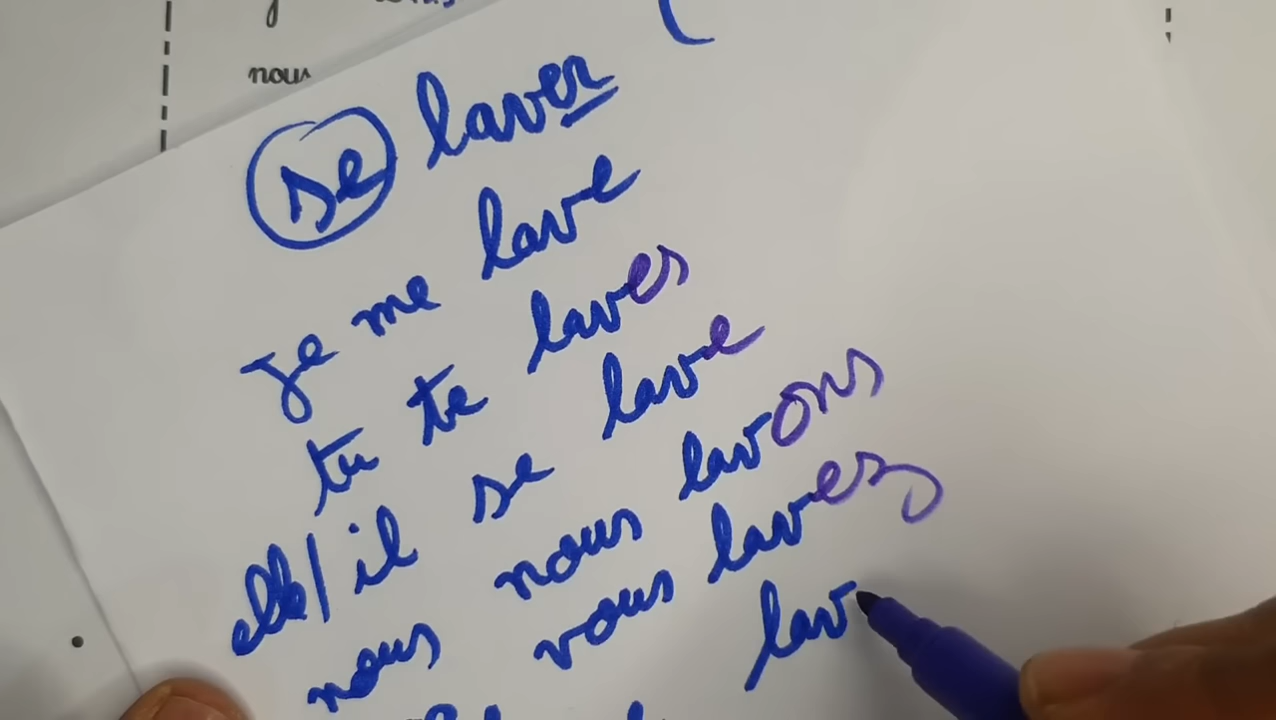 nous
se laver
je me lave
tu te laves
elle/il se lave
nous nous lavons
vous lavez
lav